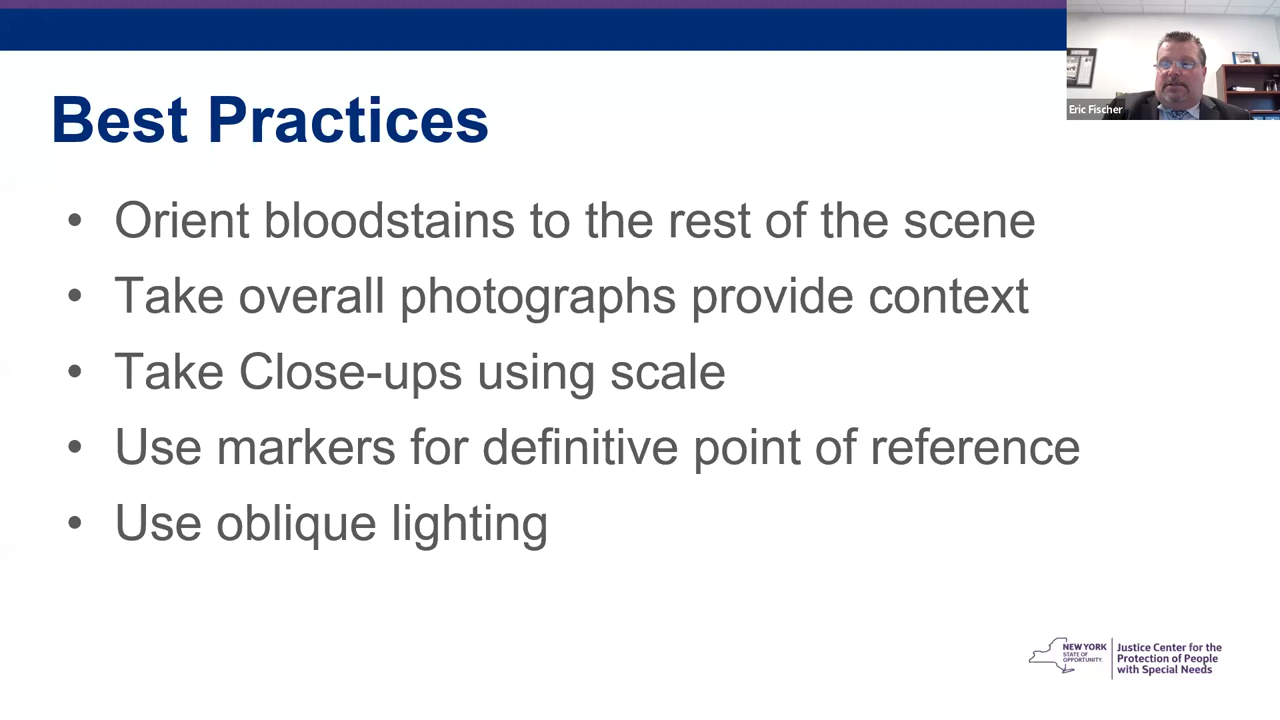 Eric Fischer
Best Practices
• Orient bloodstains to the rest of the scene
• Take overall photographs provide context
• Take Close-ups using scale
• Use markers for definitive point of reference
• Use oblique lighting
NEW YORK
STATE OF
OPPORTUNITY.
Justice Center for the
Protection of People
with Special Needs